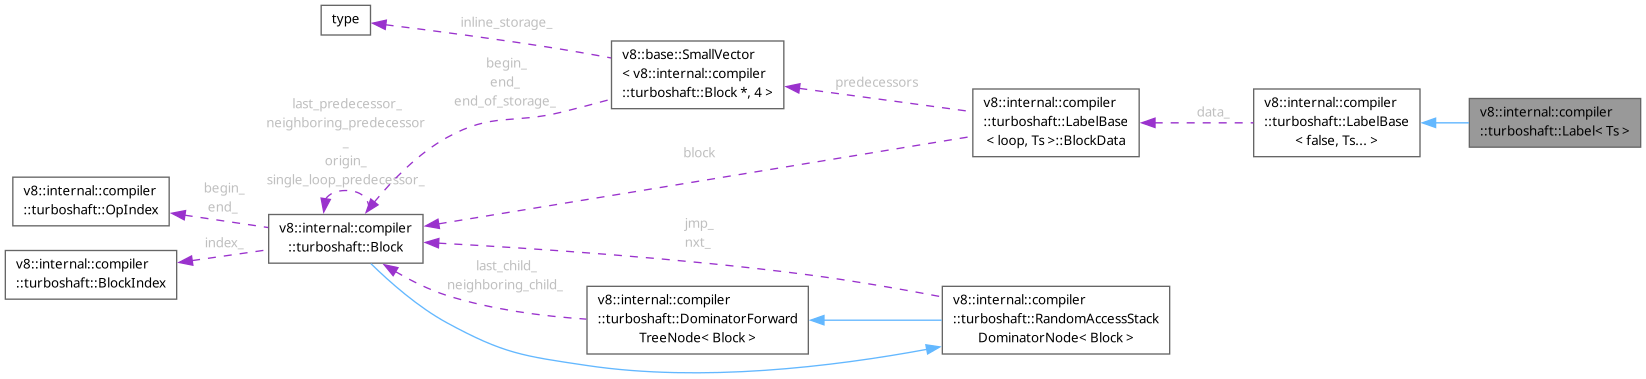 type
inline_storage_
v8::base::SmallVector
< v8::internal::compiler
::turboshaft::Block *, 4 >
begin_
end_
end_of_storage_
predecessors
v8::internal::compiler
::turboshaft::LabelBase
< loop, Ts >::BlockData
data_
v8::internal::compiler
::turboshaft::LabelBase
< false, Ts... >
v8::internal::compiler
::turboshaft::Label< Ts >
last_predecessor_
neighboring_predecessor
_
origin_
single_loop_predecessor_
block
v8::internal::compiler
::turboshaft::OpIndex
begin_
end_
v8::internal::compiler
::turboshaft::Block
index_
v8::internal::compiler
::turboshaft::BlockIndex
jmp_
nxt_
last_child_
neighboring_child_
v8::internal::compiler
::turboshaft::DominatorForward
TreeNode< Block >
v8::internal::compiler
::turboshaft::RandomAccessStack
DominatorNode< Block >